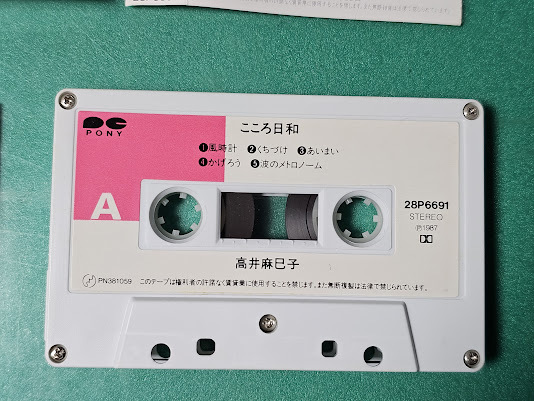 PC
PONY
こころ日和
❶風時計 ❷くちづけ ❸あいまい
❹かげろう ❺波のメトロノーム
A
28P6691
STEREO
Ⓟ1987
高井麻巳子
PN381059 このテープは権利者の許諾なく賃貸業に使用することを禁じます。また無断複製は法律で禁じられています。